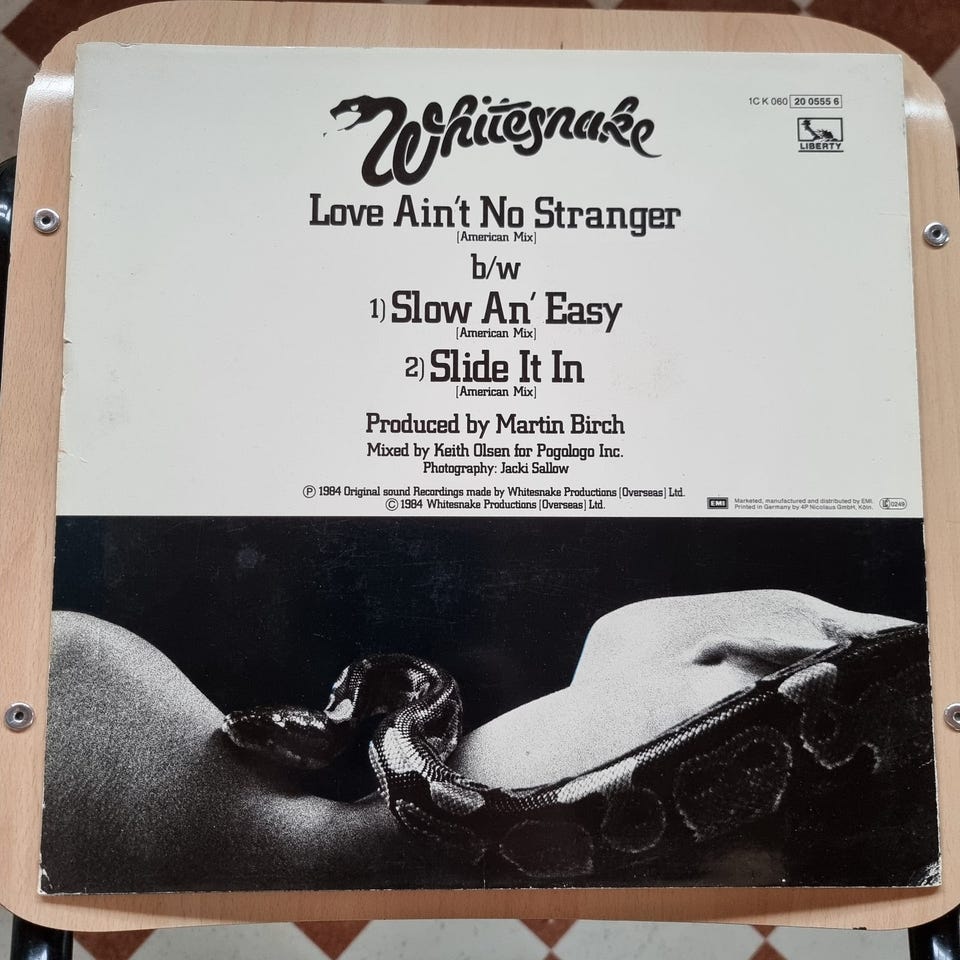 1C K 060 20 0555 6
Whitesnake
LIBERTY
Love Ain't No Stranger
[American Mix]
b/w
1) Slow An' Easy
[American Mix]
2) Slide It In
[American Mix]
Produced by Martin Birch
Mixed by Keith Olsen for Pogologo Inc.
Photography: Jacki Sallow
Ⓟ 1984 Original sound Recordings made by Whitesnake Productions [Overseas] Ltd.
© 1984 Whitesnake Productions [Overseas] Ltd.
EMI
Marketed, manufactured and distributed by EMI.
Printed in Germany by 4P Nicolaus GmbH, Köln.
LC 0249